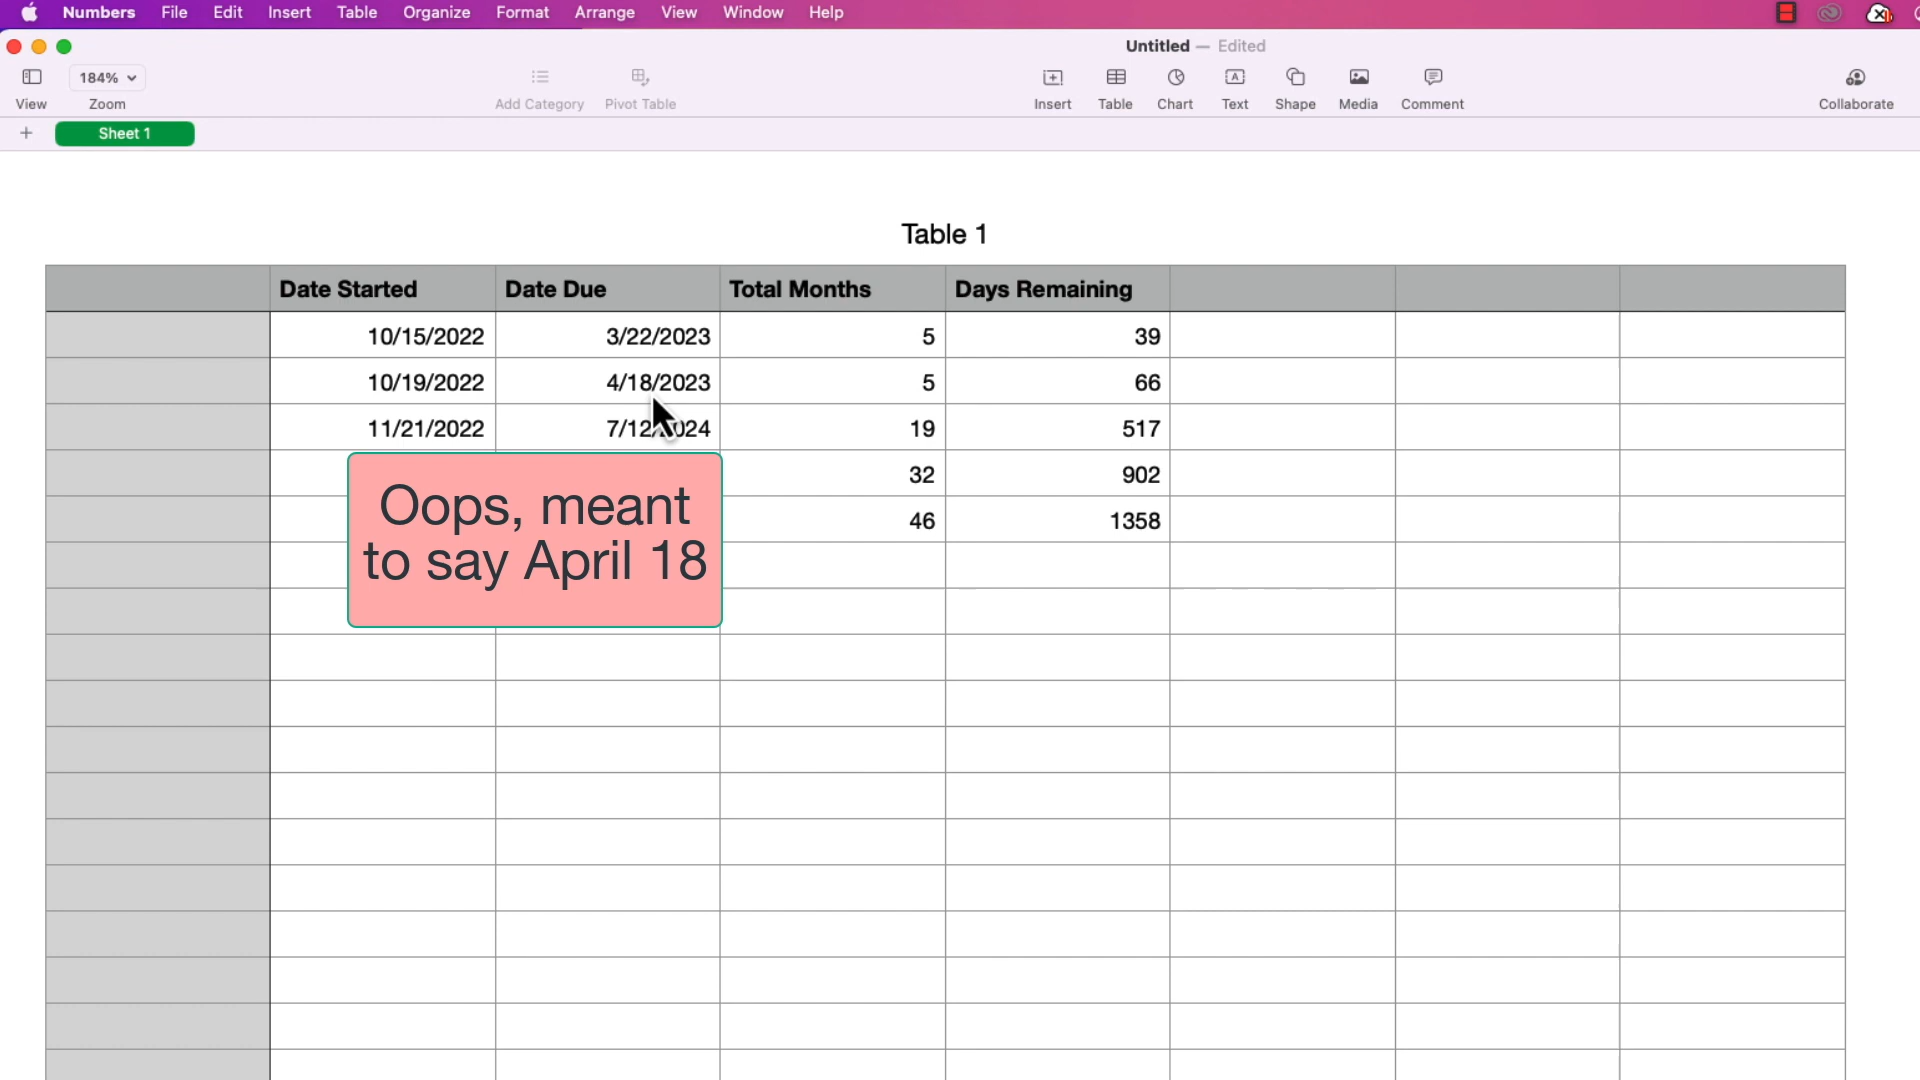 Numbers File Edit Insert Table Organize Format Arrange View Window Help
Untitled — Edited
184%
View Zoom Add Category Pivot Table Insert Table Chart Text Shape Media Comment Collaborate
+ Sheet 1
Table 1
Date Started Date Due Total Months Days Remaining
10/15/2022 3/22/2023 5 39
10/19/2022 4/18/2023 5 66
11/21/2022 7/12/2024 19 517
32 902
46 1358
Oops, meant
to say April 18